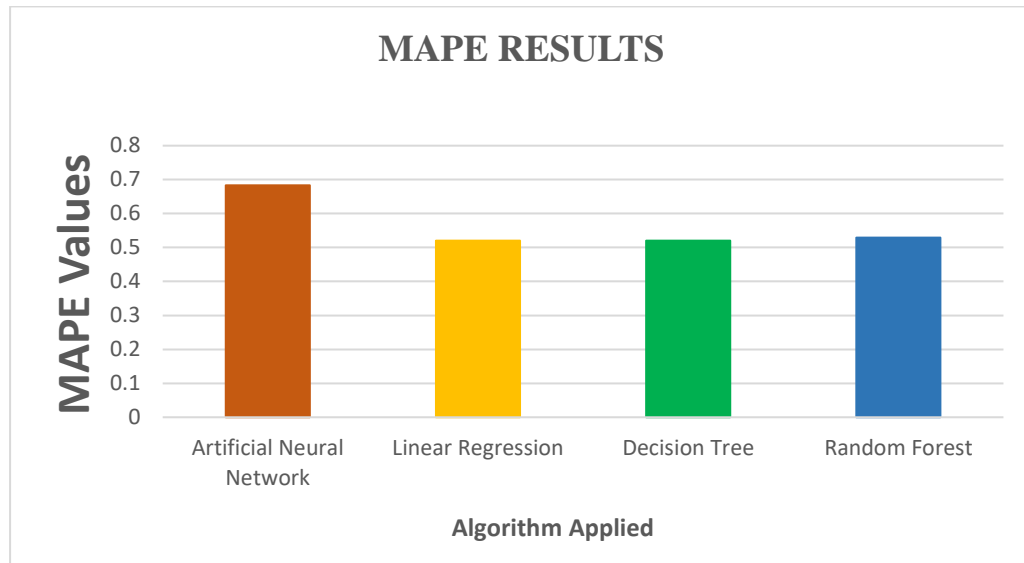 MAPE RESULTS
MAPE Values
0.8
0.7
0.6
0.5
0.4
0.3
0.2
0.1
0
Artificial Neural
Network
Linear Regression
Decision Tree
Random Forest
Algorithm Applied